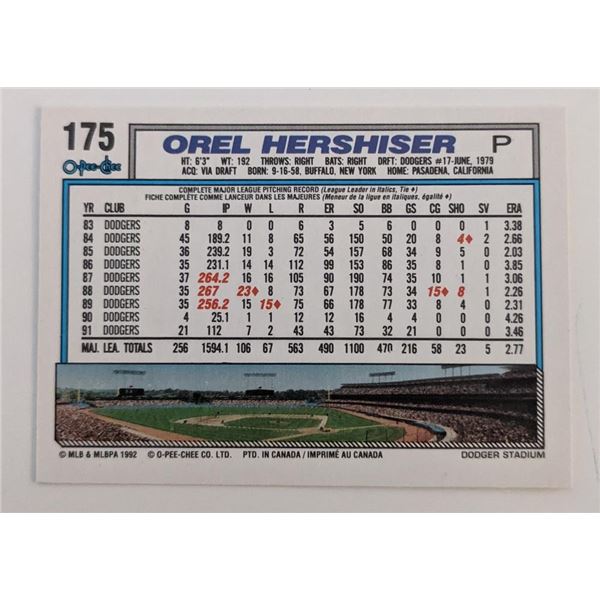 175 OREL HERSHISER P
O-Pee-Chee HT: 6'3" WT: 192 THROWS: RIGHT BATS: RIGHT DRFT: DODGERS #17-JUNE, 1979
ACQ: VIA DRAFT BORN: 9-16-58, BUFFALO, NEW YORK HOME: PASADENA, CALIFORNIA
COMPLETE MAJOR LEAGUE PITCHING RECORD (League Leader in Italics, Tie ♦)
FICHE COMPLÈTE COMME LANCEUR DANS LES MAJEURES (Meneur de la ligue en italiques, égalité ♦)
YR CLUB G IP W L R ER SO BB GS CG SHO SV ERA
83 DODGERS 8 8 0 0 6 3 5 6 0 0 0 1 3.38
84 DODGERS 45 189.2 11 8 65 56 150 50 20 8 4♦ 2 2.66
85 DODGERS 36 239.2 19 3 72 54 157 68 34 9 5 0 2.03
86 DODGERS 35 231.1 14 14 112 99 153 86 35 8 1 0 3.85
87 DODGERS 37 264.2 16 16 105 90 190 74 35 10 1 1 3.06
88 DODGERS 35 267 23♦ 8 73 67 178 73 34 15♦ 8 1 2.26
89 DODGERS 35 256.2 15 15♦ 75 66 178 77 33 8 4 0 2.31
90 DODGERS 4 25.1 1 1 12 12 16 4 4 0 0 0 4.26
91 DODGERS 21 112 7 2 43 43 73 32 21 0 0 0 3.46
MAJ. LEA. TOTALS 256 1594.1 106 67 563 490 1100 470 216 58 23 5 2.77
© MLB & MLBPA 1992 © O-PEE-CHEE CO. LTD. PTD. IN CANADA / IMPRIMÉ AU CANADA DODGER STADIUM